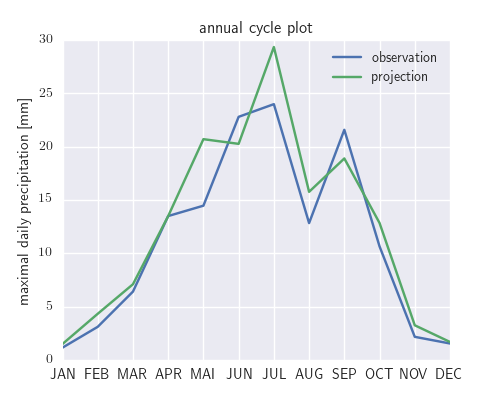 annual cycle plot
observation
projection
maximal daily precipitation [mm]
30
25
20
15
10
5
0
JAN FEB MAR APR MAI JUN JUL AUG SEP OCT NOV DEC